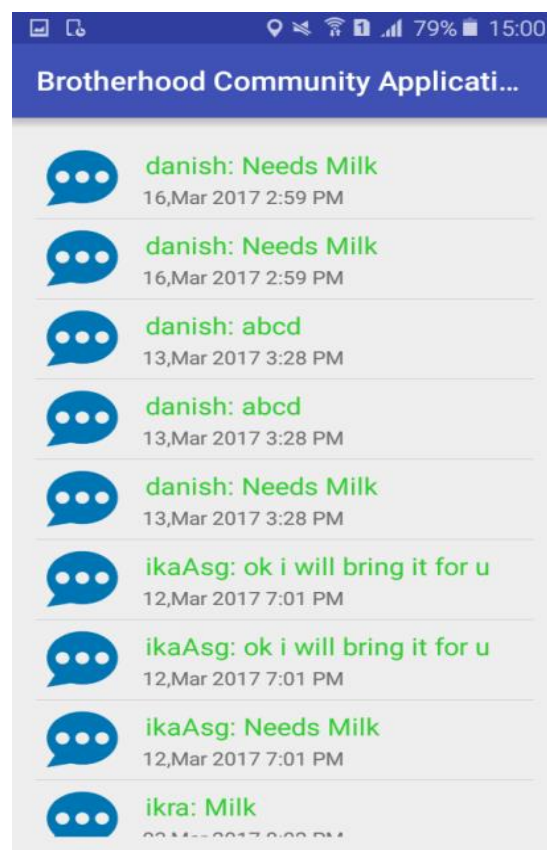 79% 15:00
Brotherhood Community Applicati...
danish: Needs Milk
16,Mar 2017 2:59 PM
danish: Needs Milk
16,Mar 2017 2:59 PM
danish: abcd
13,Mar 2017 3:28 PM
danish: abcd
13,Mar 2017 3:28 PM
danish: Needs Milk
13,Mar 2017 3:28 PM
ikaAsg: ok i will bring it for u
12,Mar 2017 7:01 PM
ikaAsg: ok i will bring it for u
12,Mar 2017 7:01 PM
ikaAsg: Needs Milk
12,Mar 2017 7:01 PM
ikra: Milk
Mar 2017 PM